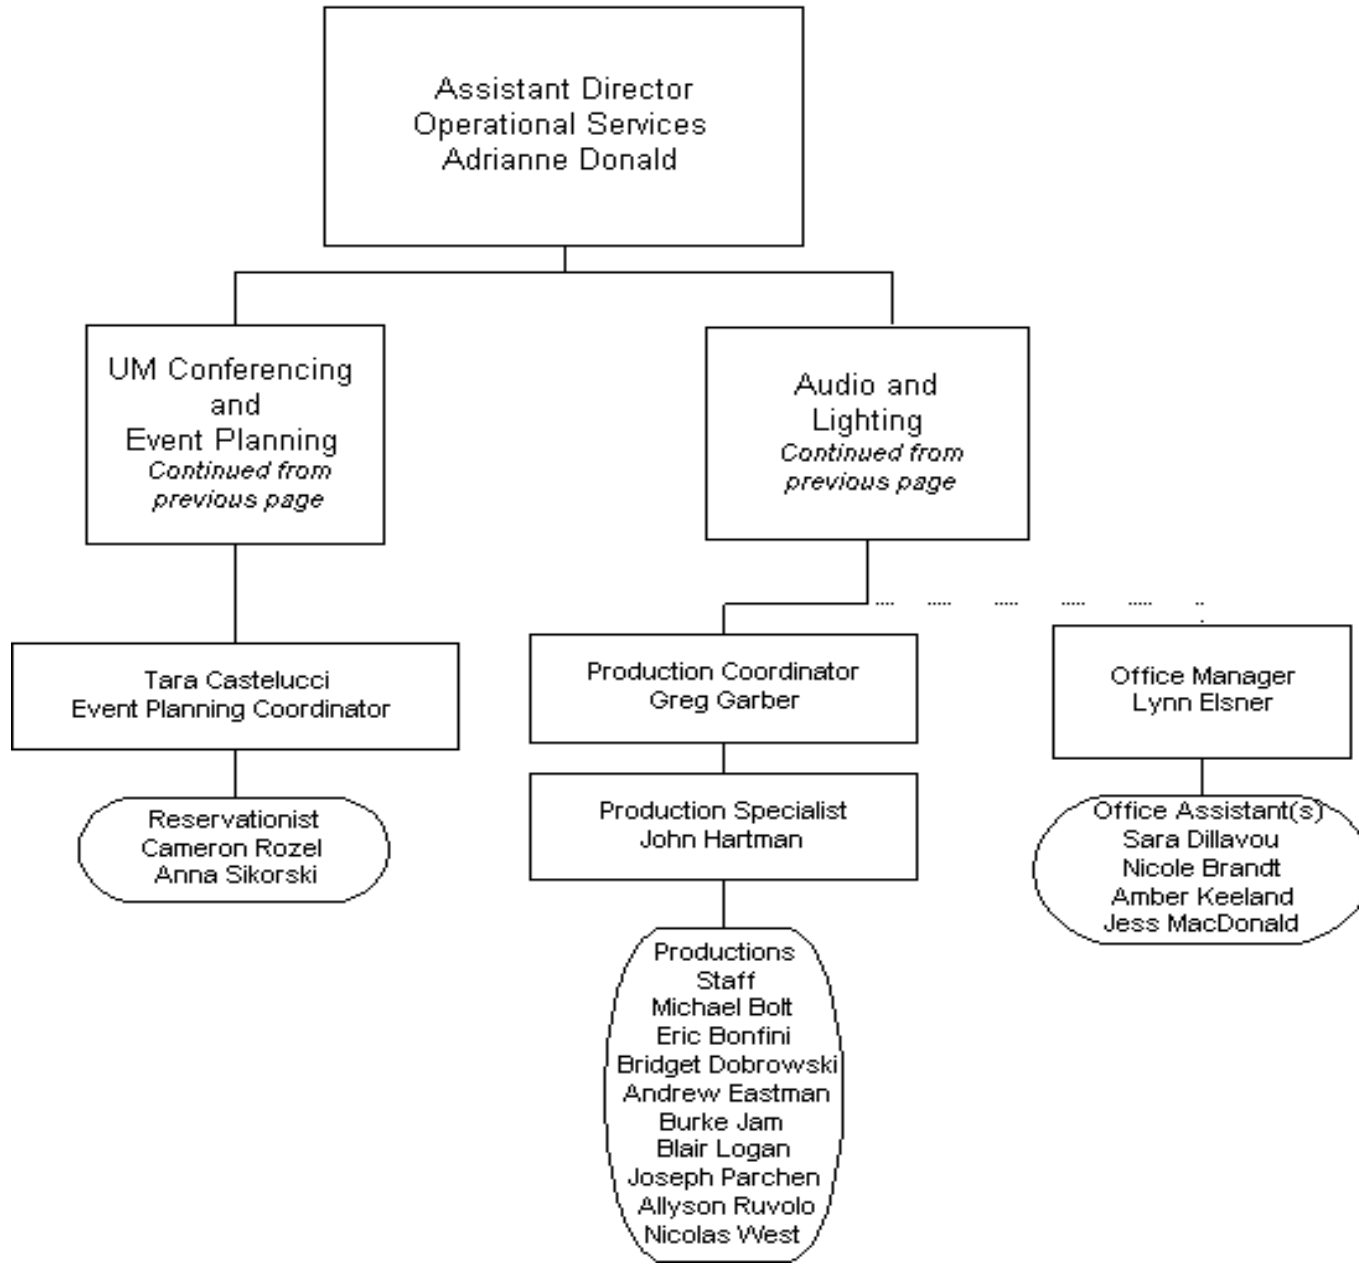 Assistant Director
Operational Services
Adrianne Donald
UM Conferencing
and
Event Planning
Continued from
previous page
Audio and
Lighting
Continued from
previous page
Tara Castelucci
Event Planning Coordinator
Production Coordinator
Greg Garber
Office Manager
Lynn Elsner
Reservationist
Cameron Rozel
Anna Sikorski
Production Specialist
John Hartman
Office Assistant(s)
Sara Dillavou
Nicole Brandt
Amber Keeland
Jess MacDonald
Productions
Staff
Michael Bolt
Eric Bonfini
Bridget Dobrowski
Andrew Eastman
Burke Jam
Blair Logan
Joseph Parchen
Allyson Ruvolo
Nicolas West